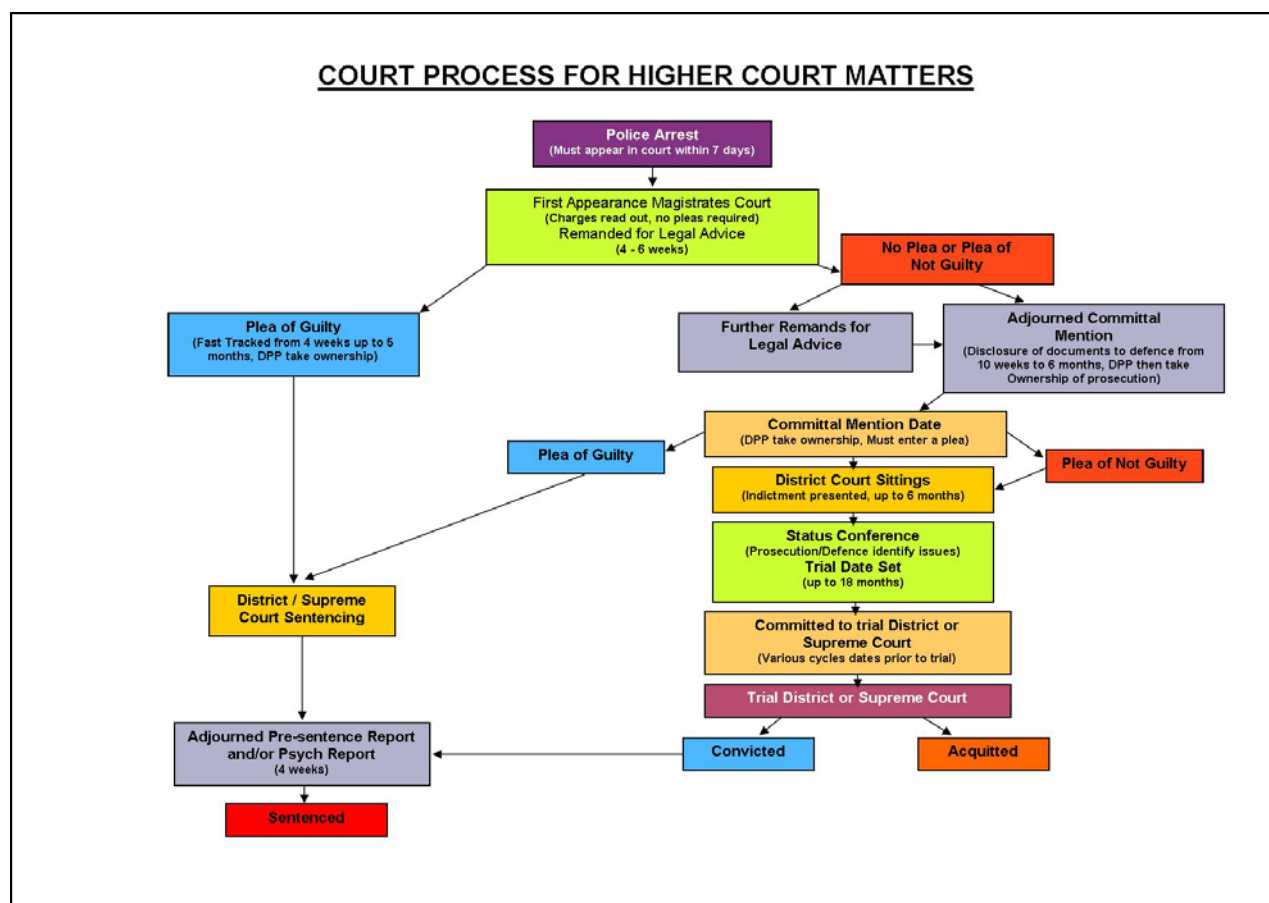 COURT PROCESS FOR HIGHER COURT MATTERS
Police Arrest
(Must appear in court within 7 days)
First Appearance Magistrates Court
(Charges read out, no pleas required)
Remanded for Legal Advice
(4 - 6 weeks)
No Plea or Plea of
Not Guilty
Plea of Guilty
(Fast Tracked from 4 weeks up to 5
months, DPP take ownership)
Further Remands for
Legal Advice
Adjourned Committal
Mention
(Disclosure of documents to defence from
10 weeks to 6 months, DPP then take
Ownership of prosecution)
Committal Mention Date
(DPP take ownership, Must enter a plea)
Plea of Guilty
Plea of Not Guilty
District Court Sittings
(Indictment presented, up to 6 months)
Status Conference
(Prosecution/Defence identify issues)
Trial Date Set
(up to 18 months)
District / Supreme
Court Sentencing
Committed to trial District or
Supreme Court
(Various cycles dates prior to trial)
Trial District or Supreme Court
Adjourned Pre-sentence Report
and/or Psych Report
(4 weeks)
Convicted
Acquitted
Sentenced